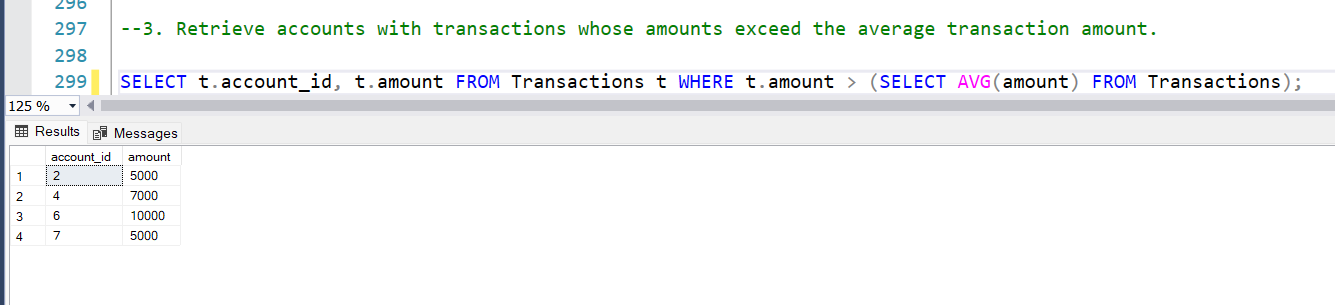 296
297 --3. Retrieve accounts with transactions whose amounts exceed the average transaction amount.
298
299 SELECT t.account_id, t.amount FROM Transactions t WHERE t.amount > (SELECT AVG(amount) FROM Transactions);
125 %
Results Messages
account_id amount
1 2 5000
2 4 7000
3 6 10000
4 7 5000